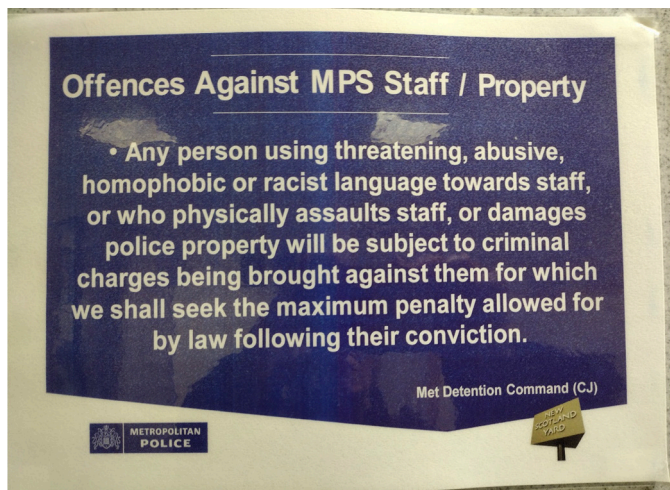 Offences Against MPS Staff / Property
• Any person using threatening, abusive,
homophobic or racist language towards staff,
or who physically assaults staff, or damages
police property will be subject to criminal
charges being brought against them for which
we shall seek the maximum penalty allowed for
by law following their conviction.
Met Detention Command (CJ)
METROPOLITAN
POLICE
NEW
SCOTLAND
YARD